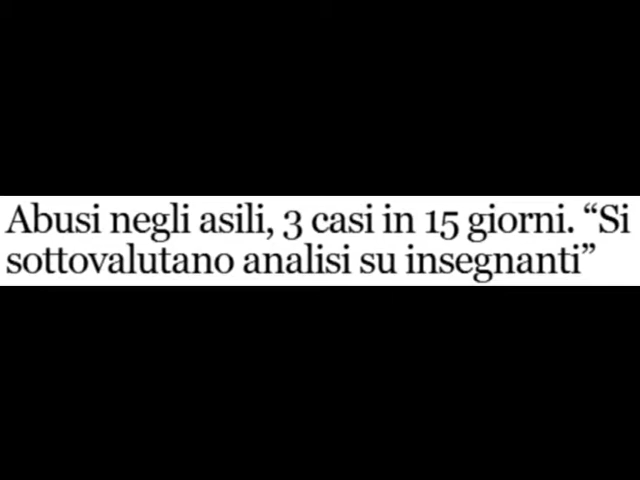 Abusi negli asili, 3 casi in 15 giorni. “Si
sottovalutano analisi su insegnanti”